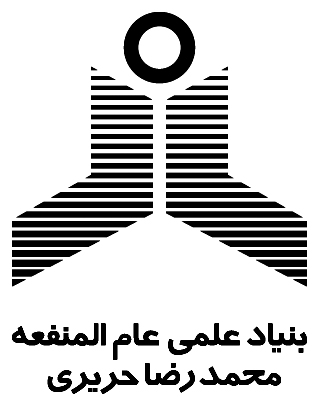 بنیاد علمی عام المنفعه
محمد رضا حریری